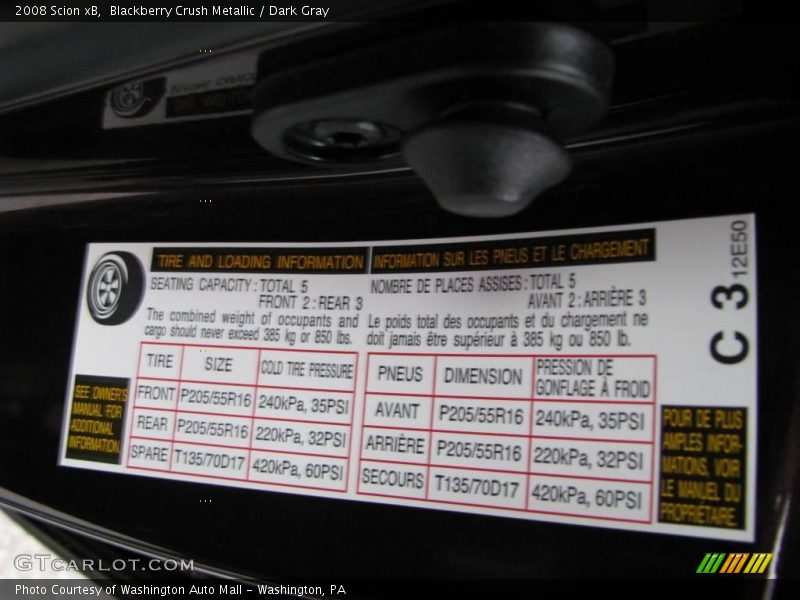 2008 Scion xB, Blackberry Crush Metallic / Dark Gray
TIRE AND LOADING INFORMATION
SEATING CAPACITY : TOTAL 5
FRONT 2 : REAR 3
The combined weight of occupants and
cargo should never exceed 385 kg or 850 lbs.
TIRE SIZE COLD TIRE PRESSURE
FRONT P205/55R16 240kPa, 35PSI
REAR P205/55R16 220kPa, 32PSI
SPARE T135/70D17 420kPa, 60PSI
SEE OWNER'S
MANUAL FOR
ADDITIONAL
INFORMATION
INFORMATION SUR LES PNEUS ET LE CHARGEMENT
NOMBRE DE PLACES ASSISES : TOTAL 5
AVANT 2 : ARRIÈRE 3
Le poids total des occupants et du chargement ne
doit jamais être supérieur à 385 kg ou 850 lb.
PNEUS DIMENSION PRESSION DE
GONFLAGE À FROID
AVANT P205/55R16 240kPa, 35PSI
ARRIÈRE P205/55R16 220kPa, 32PSI
SECOURS T135/70D17 420kPa, 60PSI
POUR DE PLUS
AMPLES INFOR-
MATIONS, VOIR
LE MANUEL DU
PROPRIÉTAIRE
C 3 12E50
GTCARLOT.COM
Photo Courtesy of Washington Auto Mall - Washington, PA